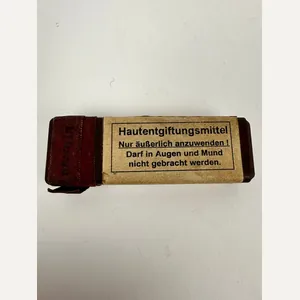 Hautentgiftungsmittel
Nur äußerlich anzuwenden !
Darf in Augen und Mund
nicht gebracht werden.